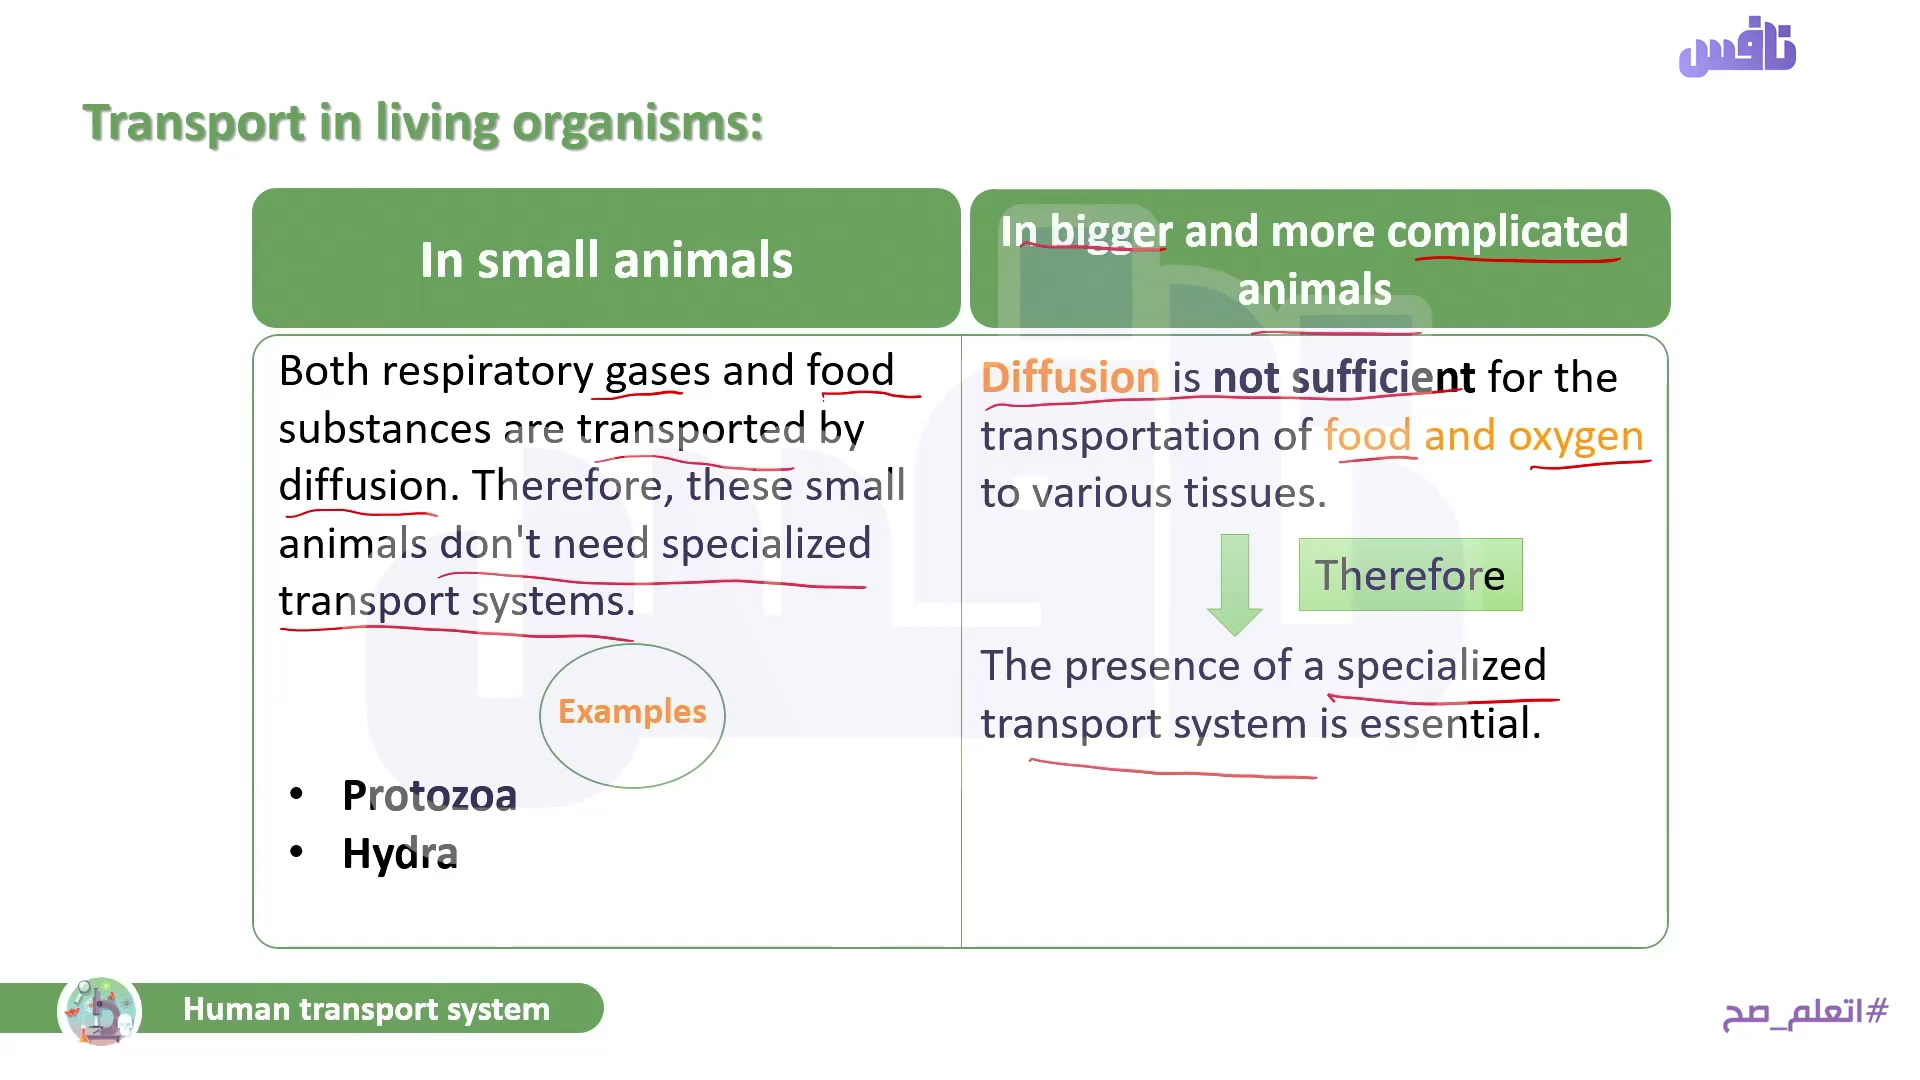 نافس
Transport in living organisms:
In small animals
In bigger and more complicated
animals
Both respiratory gases and food
substances are transported by
diffusion. Therefore, these small
animals don't need specialized
transport systems.
Examples
• Protozoa
• Hydra
Diffusion is not sufficient for the
transportation of food and oxygen
to various tissues.
Therefore
The presence of a specialized
transport system is essential.
Human transport system
#اتعلم_صح